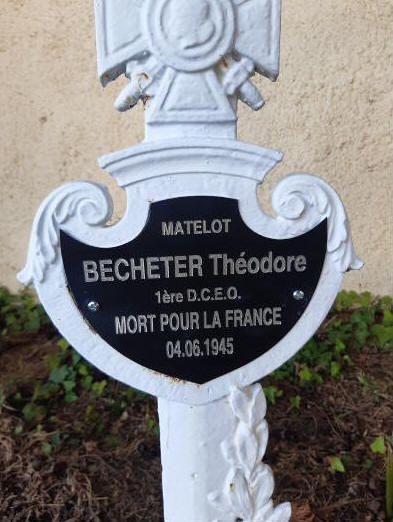 MATELOT
BECHETER Théodore
1ère D.C.E.O.
MORT POUR LA FRANCE
04.06.1945